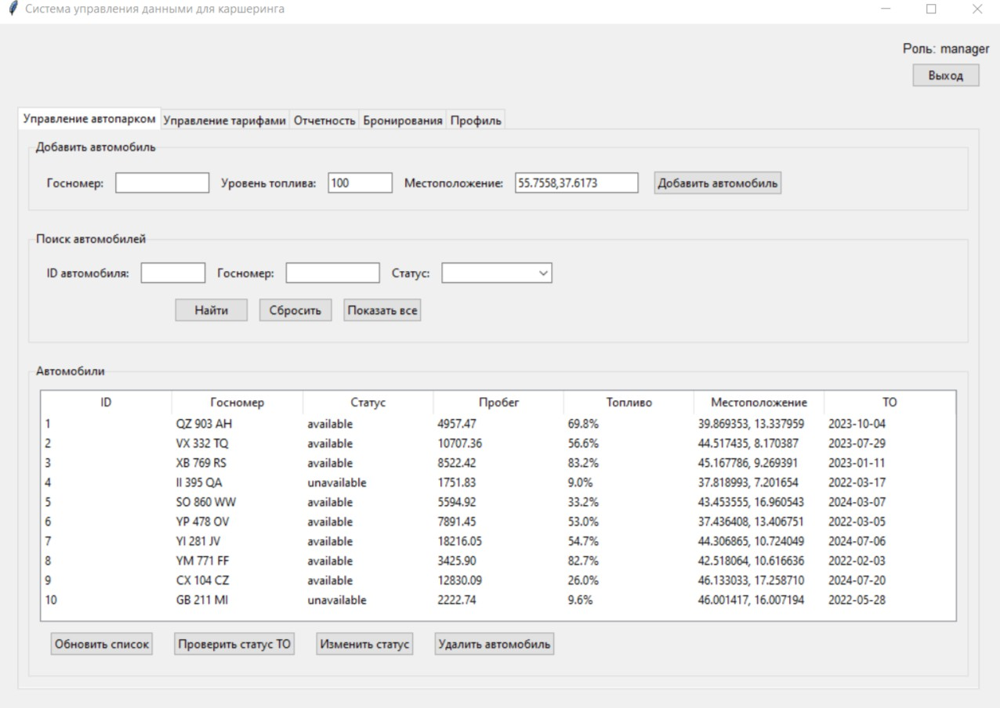 Система управления данными для каршеринга
Роль: manager
Выход
Управление автопарком Управление тарифами Отчетность Бронирования Профиль
Добавить автомобиль
Госномер: Уровень топлива: 100 Местоположение: 55.7558,37.6173 Добавить автомобиль
Поиск автомобилей
ID автомобиля: Госномер: Статус:
Найти Сбросить Показать все
Автомобили
ID Госномер Статус Пробег Топливо Местоположение ТО
1 QZ 903 AH available 4957.47 69.8% 39.869353, 13.337959 2023-10-04
2 VX 332 TQ available 10707.36 56.6% 44.517435, 8.170387 2023-07-29
3 XB 769 RS available 8522.42 83.2% 45.167786, 9.269391 2023-01-11
4 II 395 QA unavailable 1751.83 9.0% 37.818993, 7.201654 2022-03-17
5 SO 860 WW available 5594.92 33.2% 43.453555, 16.960543 2024-03-07
6 YP 478 OV available 7891.45 53.0% 37.436408, 13.406751 2022-03-05
7 YI 281 JV available 18216.05 54.7% 44.306865, 10.724049 2024-07-06
8 YM 771 FF available 3425.90 82.7% 42.518064, 10.616636 2022-02-03
9 CX 104 CZ available 12830.09 26.0% 46.133033, 17.258710 2024-07-20
10 GB 211 MI unavailable 2222.74 9.6% 46.001417, 16.007194 2022-05-28
Обновить список Проверить статус ТО Изменить статус Удалить автомобиль